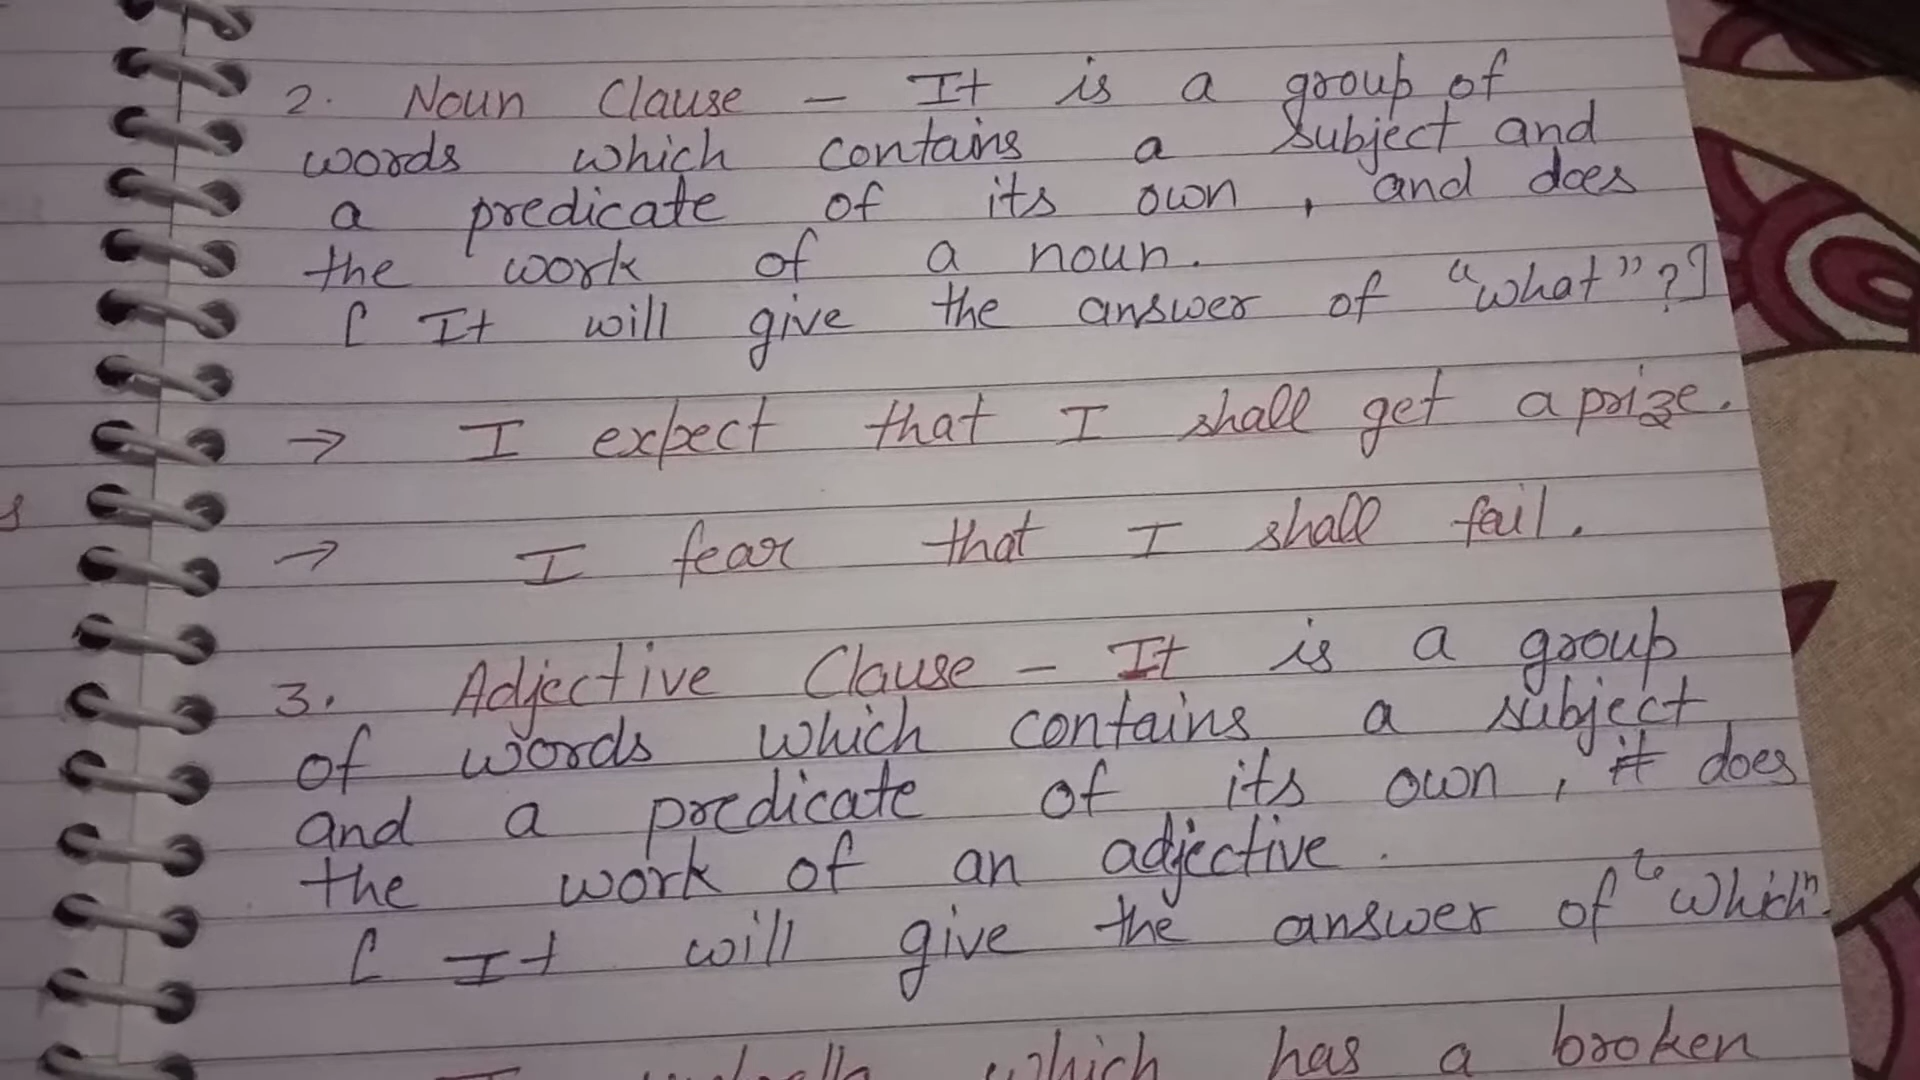 2. Noun Clause - It is a group of
words which contains a subject and
a predicate of its own, and does
the work of a noun.
[ It will give the answer of "what"?]
→ I expect that I shall get a prize.
→ I fear that I shall fail.
3. Adjective Clause - It is a group
of words which contains a subject
and a predicate of its own, it does
the work of an adjective.
[ It will give the answer of "which"
which has a broken